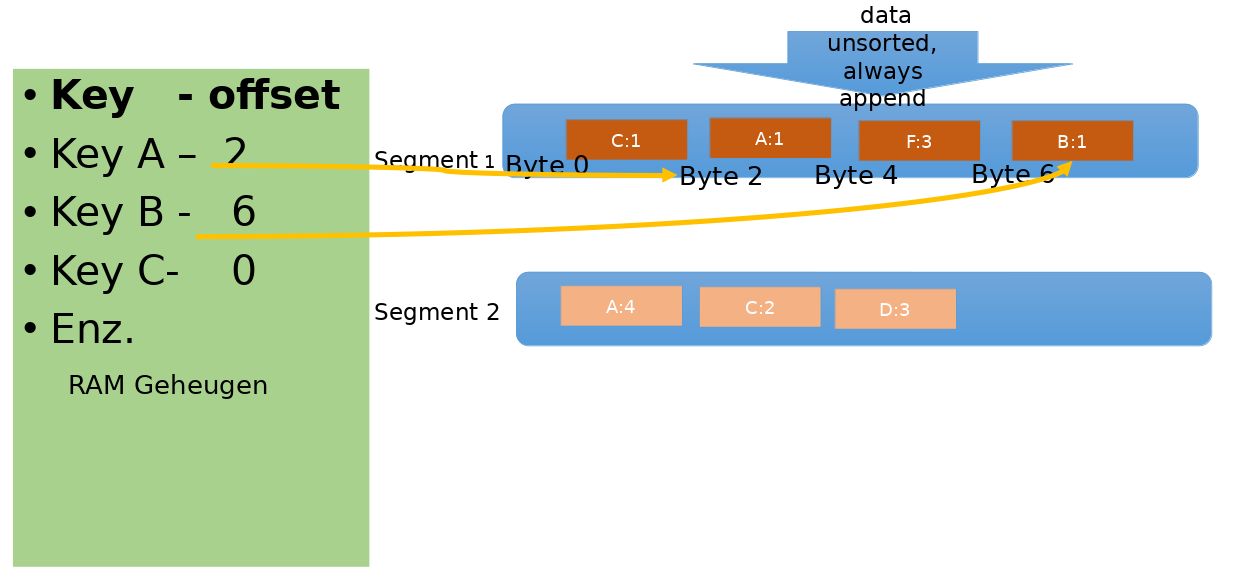 data
unsorted,
always
append
• Key - offset
• Key A – 2
• Key B - 6
• Key C- 0
• Enz.
RAM Geheugen
Segment 1
C:1 A:1 F:3 B:1
Byte 0 Byte 2 Byte 4 Byte 6
Segment 2
A:4 C:2 D:3